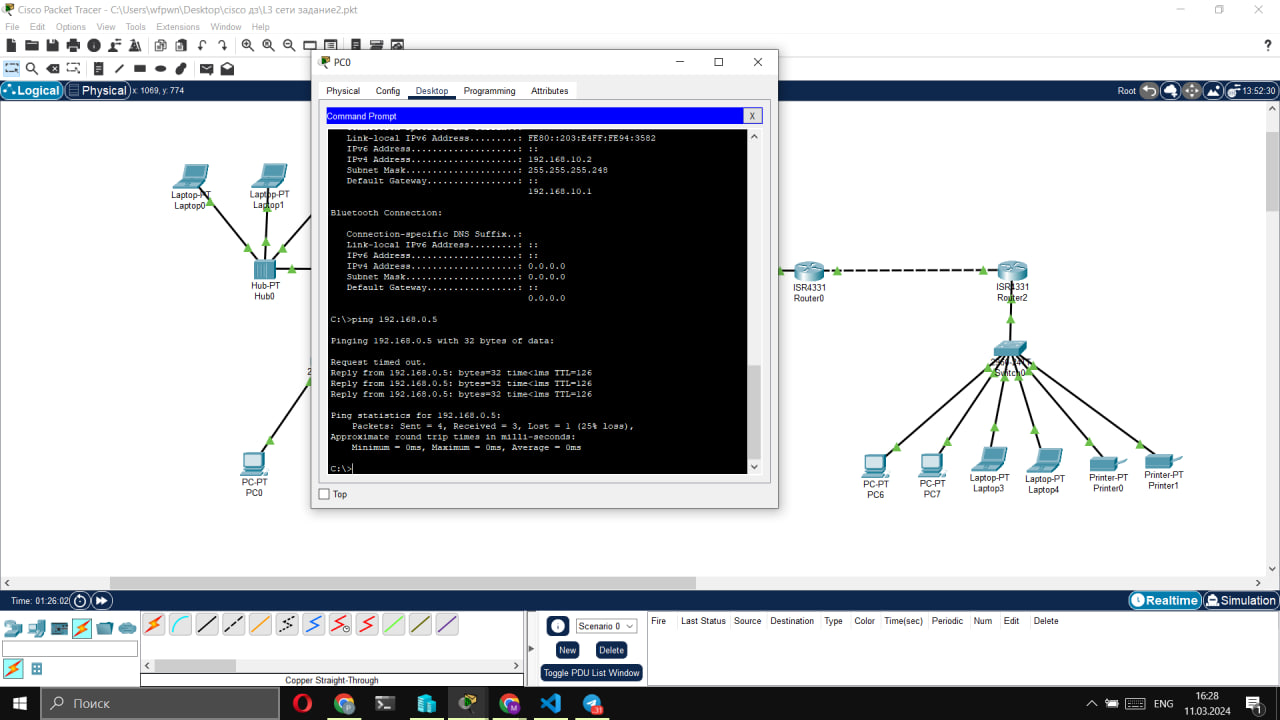 Cisco Packet Tracer - C:\Users\wfpwn\Desktop\cisco дз\L3 сети задание2.pkt
File Edit Options View Tools Extensions Window Help
?
Logical Physical x: 1069, y: 774
Root 13:52:30
PC0
Physical Config Desktop Programming Attributes
Command Prompt X
Link-local IPv6 Address.........: FE80::203:E4FF:FE94:3582
IPv6 Address....................: ::
IPv4 Address....................: 192.168.10.2
Subnet Mask.....................: 255.255.255.248
Default Gateway.................: ::
192.168.10.1
Bluetooth Connection:
Connection-specific DNS Suffix..:
Link-local IPv6 Address.........: ::
IPv6 Address....................: ::
IPv4 Address....................: 0.0.0.0
Subnet Mask.....................: 0.0.0.0
Default Gateway.................: ::
0.0.0.0
C:\>ping 192.168.0.5
Pinging 192.168.0.5 with 32 bytes of data:
Request timed out.
Reply from 192.168.0.5: bytes=32 time<1ms TTL=126
Reply from 192.168.0.5: bytes=32 time<1ms TTL=126
Reply from 192.168.0.5: bytes=32 time<1ms TTL=126
Ping statistics for 192.168.0.5:
Packets: Sent = 4, Received = 3, Lost = 1 (25% loss),
Approximate round trip times in milli-seconds:
Minimum = 0ms, Maximum = 0ms, Average = 0ms
C:\>
Top
Laptop-PT
Laptop0
Laptop-PT
Laptop1
Hub-PT
Hub0
PC-PT
PC0
ISR4331
Router0
ISR4331
Router2
Switch0
PC-PT
PC6
PC-PT
PC7
Laptop-PT
Laptop3
Laptop-PT
Laptop4
Printer-PT
Printer0
Printer-PT
Printer1
Time: 01:26:02
Realtime Simulation
Scenario 0
New Delete
Toggle PDU List Window
Fire Last Status Source Destination Type Color Time(sec) Periodic Num Edit Delete
Copper Straight-Through
Поиск
ENG
16:28
11.03.2024
1
31